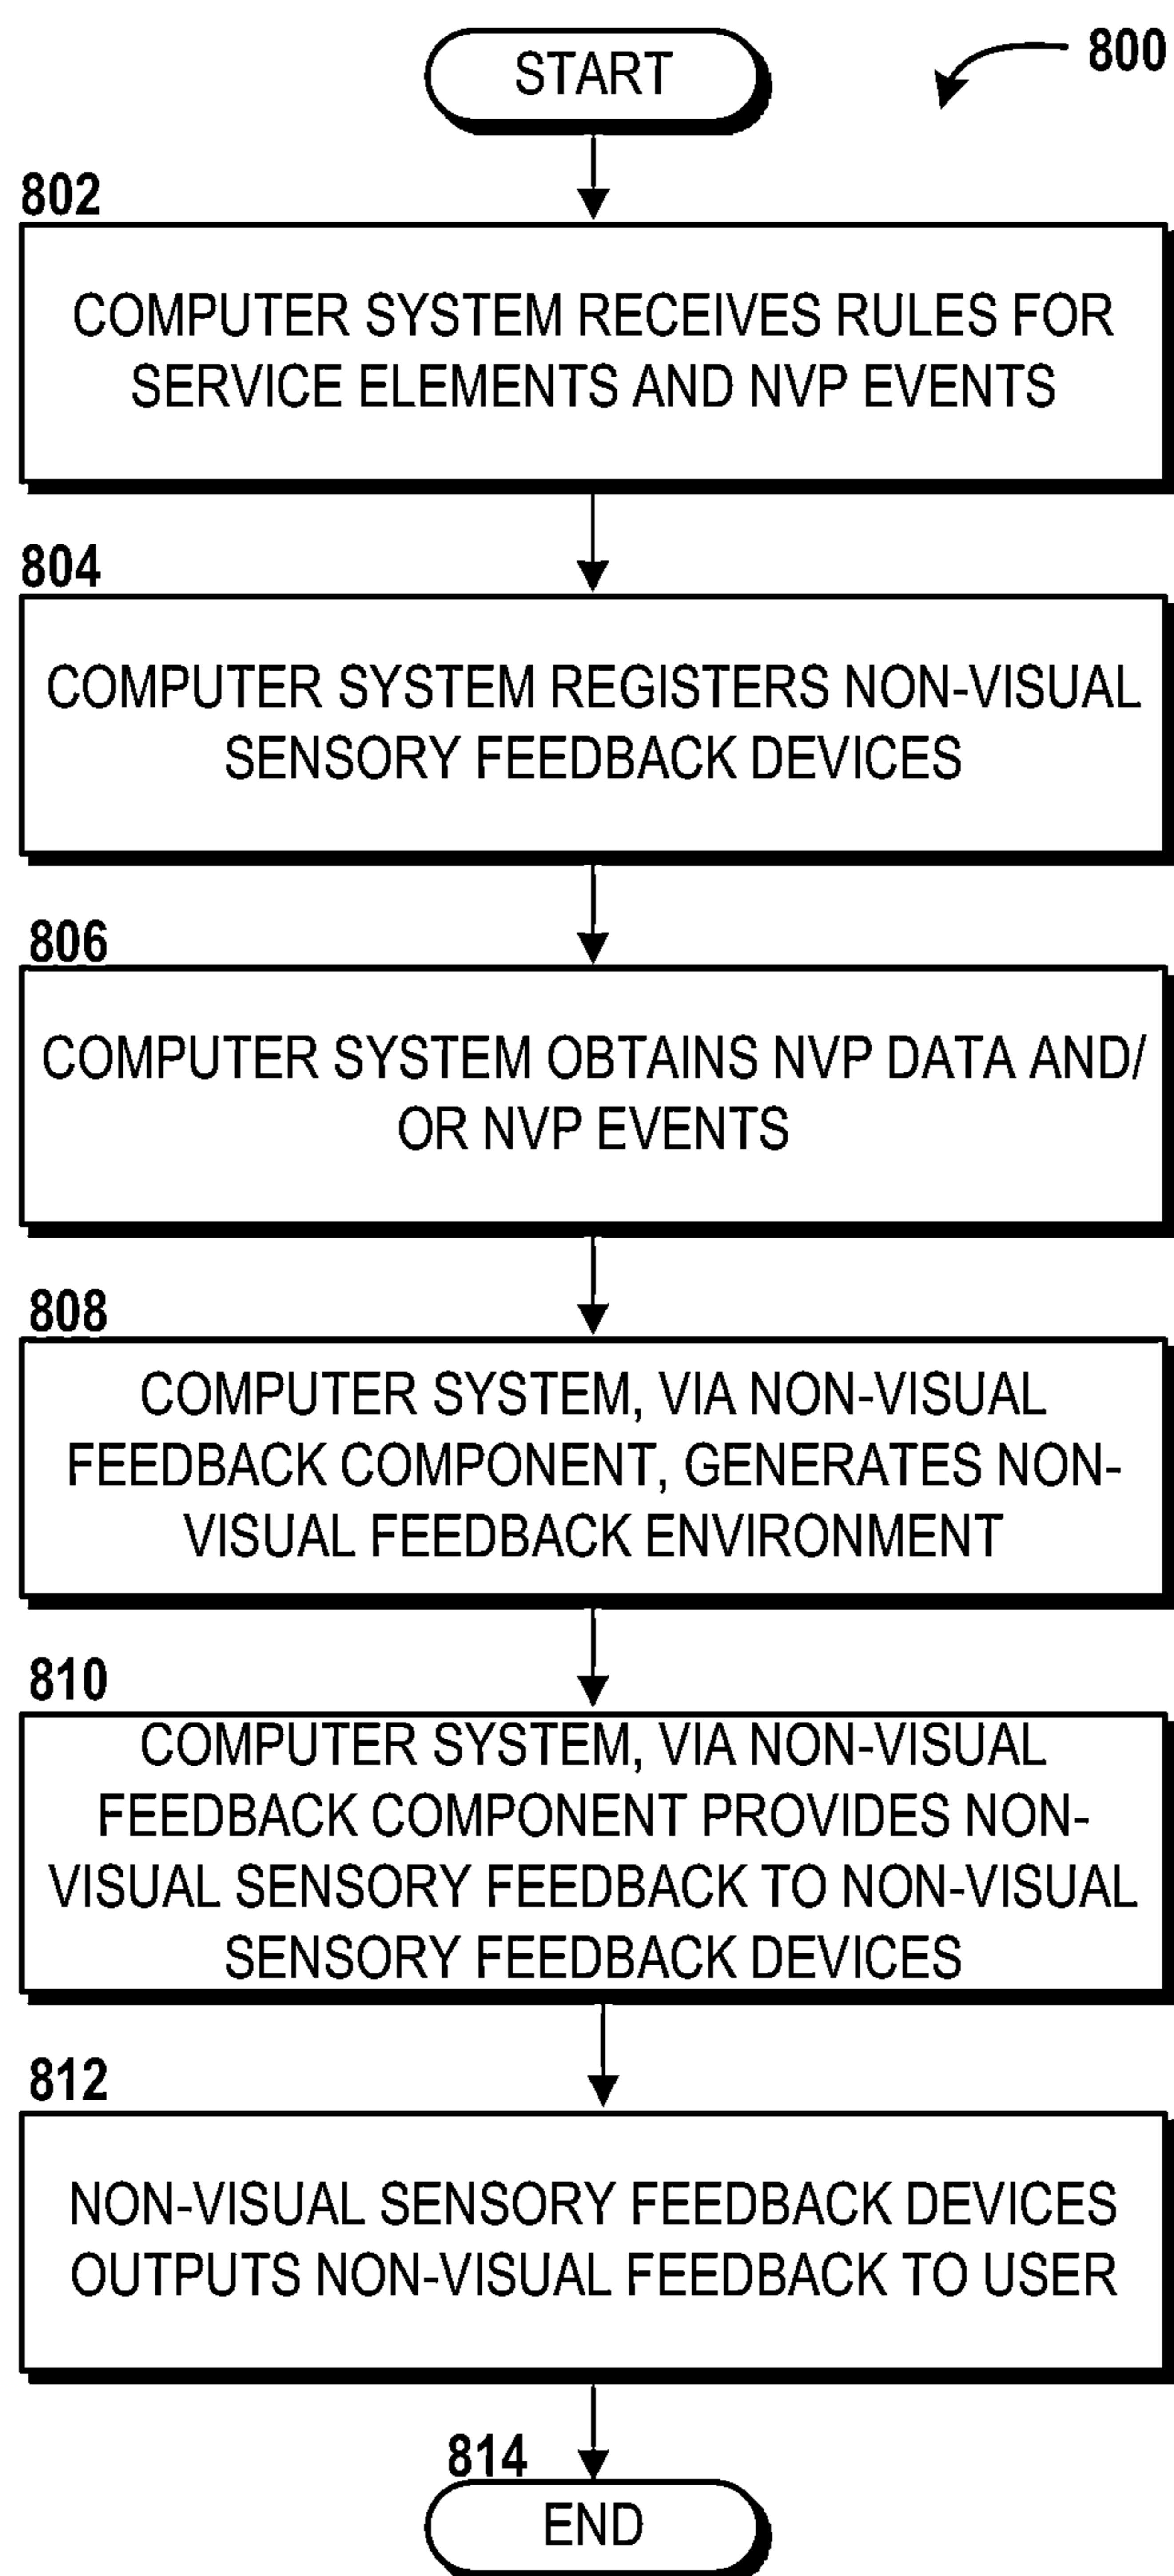 START
800
802
COMPUTER SYSTEM RECEIVES RULES FOR
SERVICE ELEMENTS AND NVP EVENTS
804
COMPUTER SYSTEM REGISTERS NON-VISUAL
SENSORY FEEDBACK DEVICES
806
COMPUTER SYSTEM OBTAINS NVP DATA AND/
OR NVP EVENTS
808
COMPUTER SYSTEM, VIA NON-VISUAL
FEEDBACK COMPONENT, GENERATES NON-
VISUAL FEEDBACK ENVIRONMENT
810
COMPUTER SYSTEM, VIA NON-VISUAL
FEEDBACK COMPONENT PROVIDES NON-
VISUAL SENSORY FEEDBACK TO NON-VISUAL
SENSORY FEEDBACK DEVICES
812
NON-VISUAL SENSORY FEEDBACK DEVICES
OUTPUTS NON-VISUAL FEEDBACK TO USER
814
END